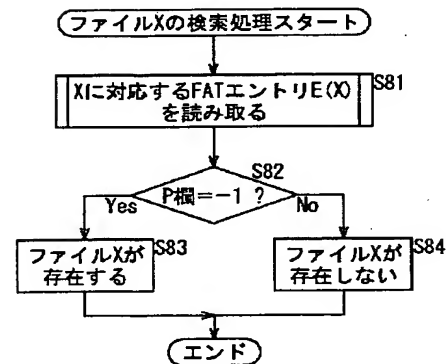 ファイルXの検索処理スタート
Xに対応するFATエントリE(X)
を読み取る
S81
P欄=-1 ?
S82
Yes
No
ファイルXが
存在する
S83
ファイルXが
存在しない
S84
エンド